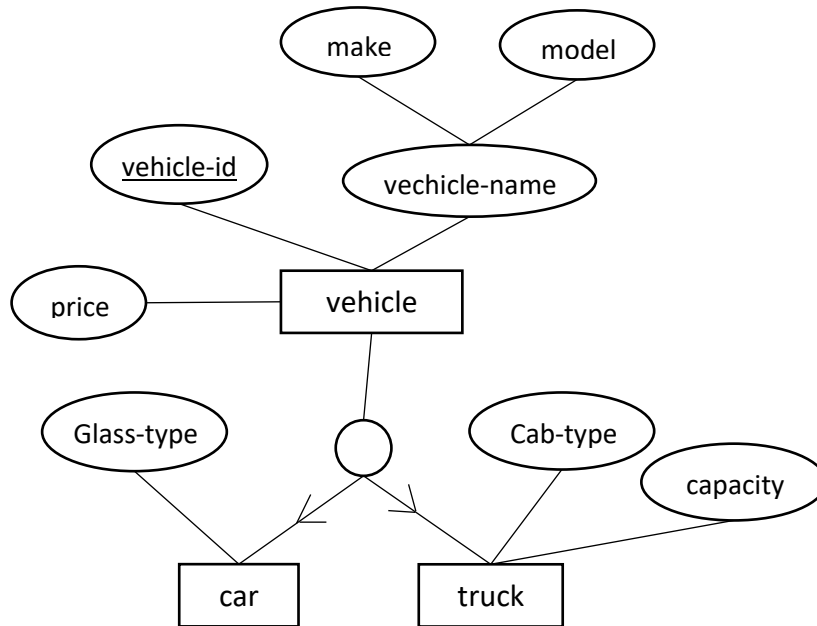 make
model
vehicle-id
vechicle-name
price
vehicle
Glass-type
Cab-type
capacity
car
truck